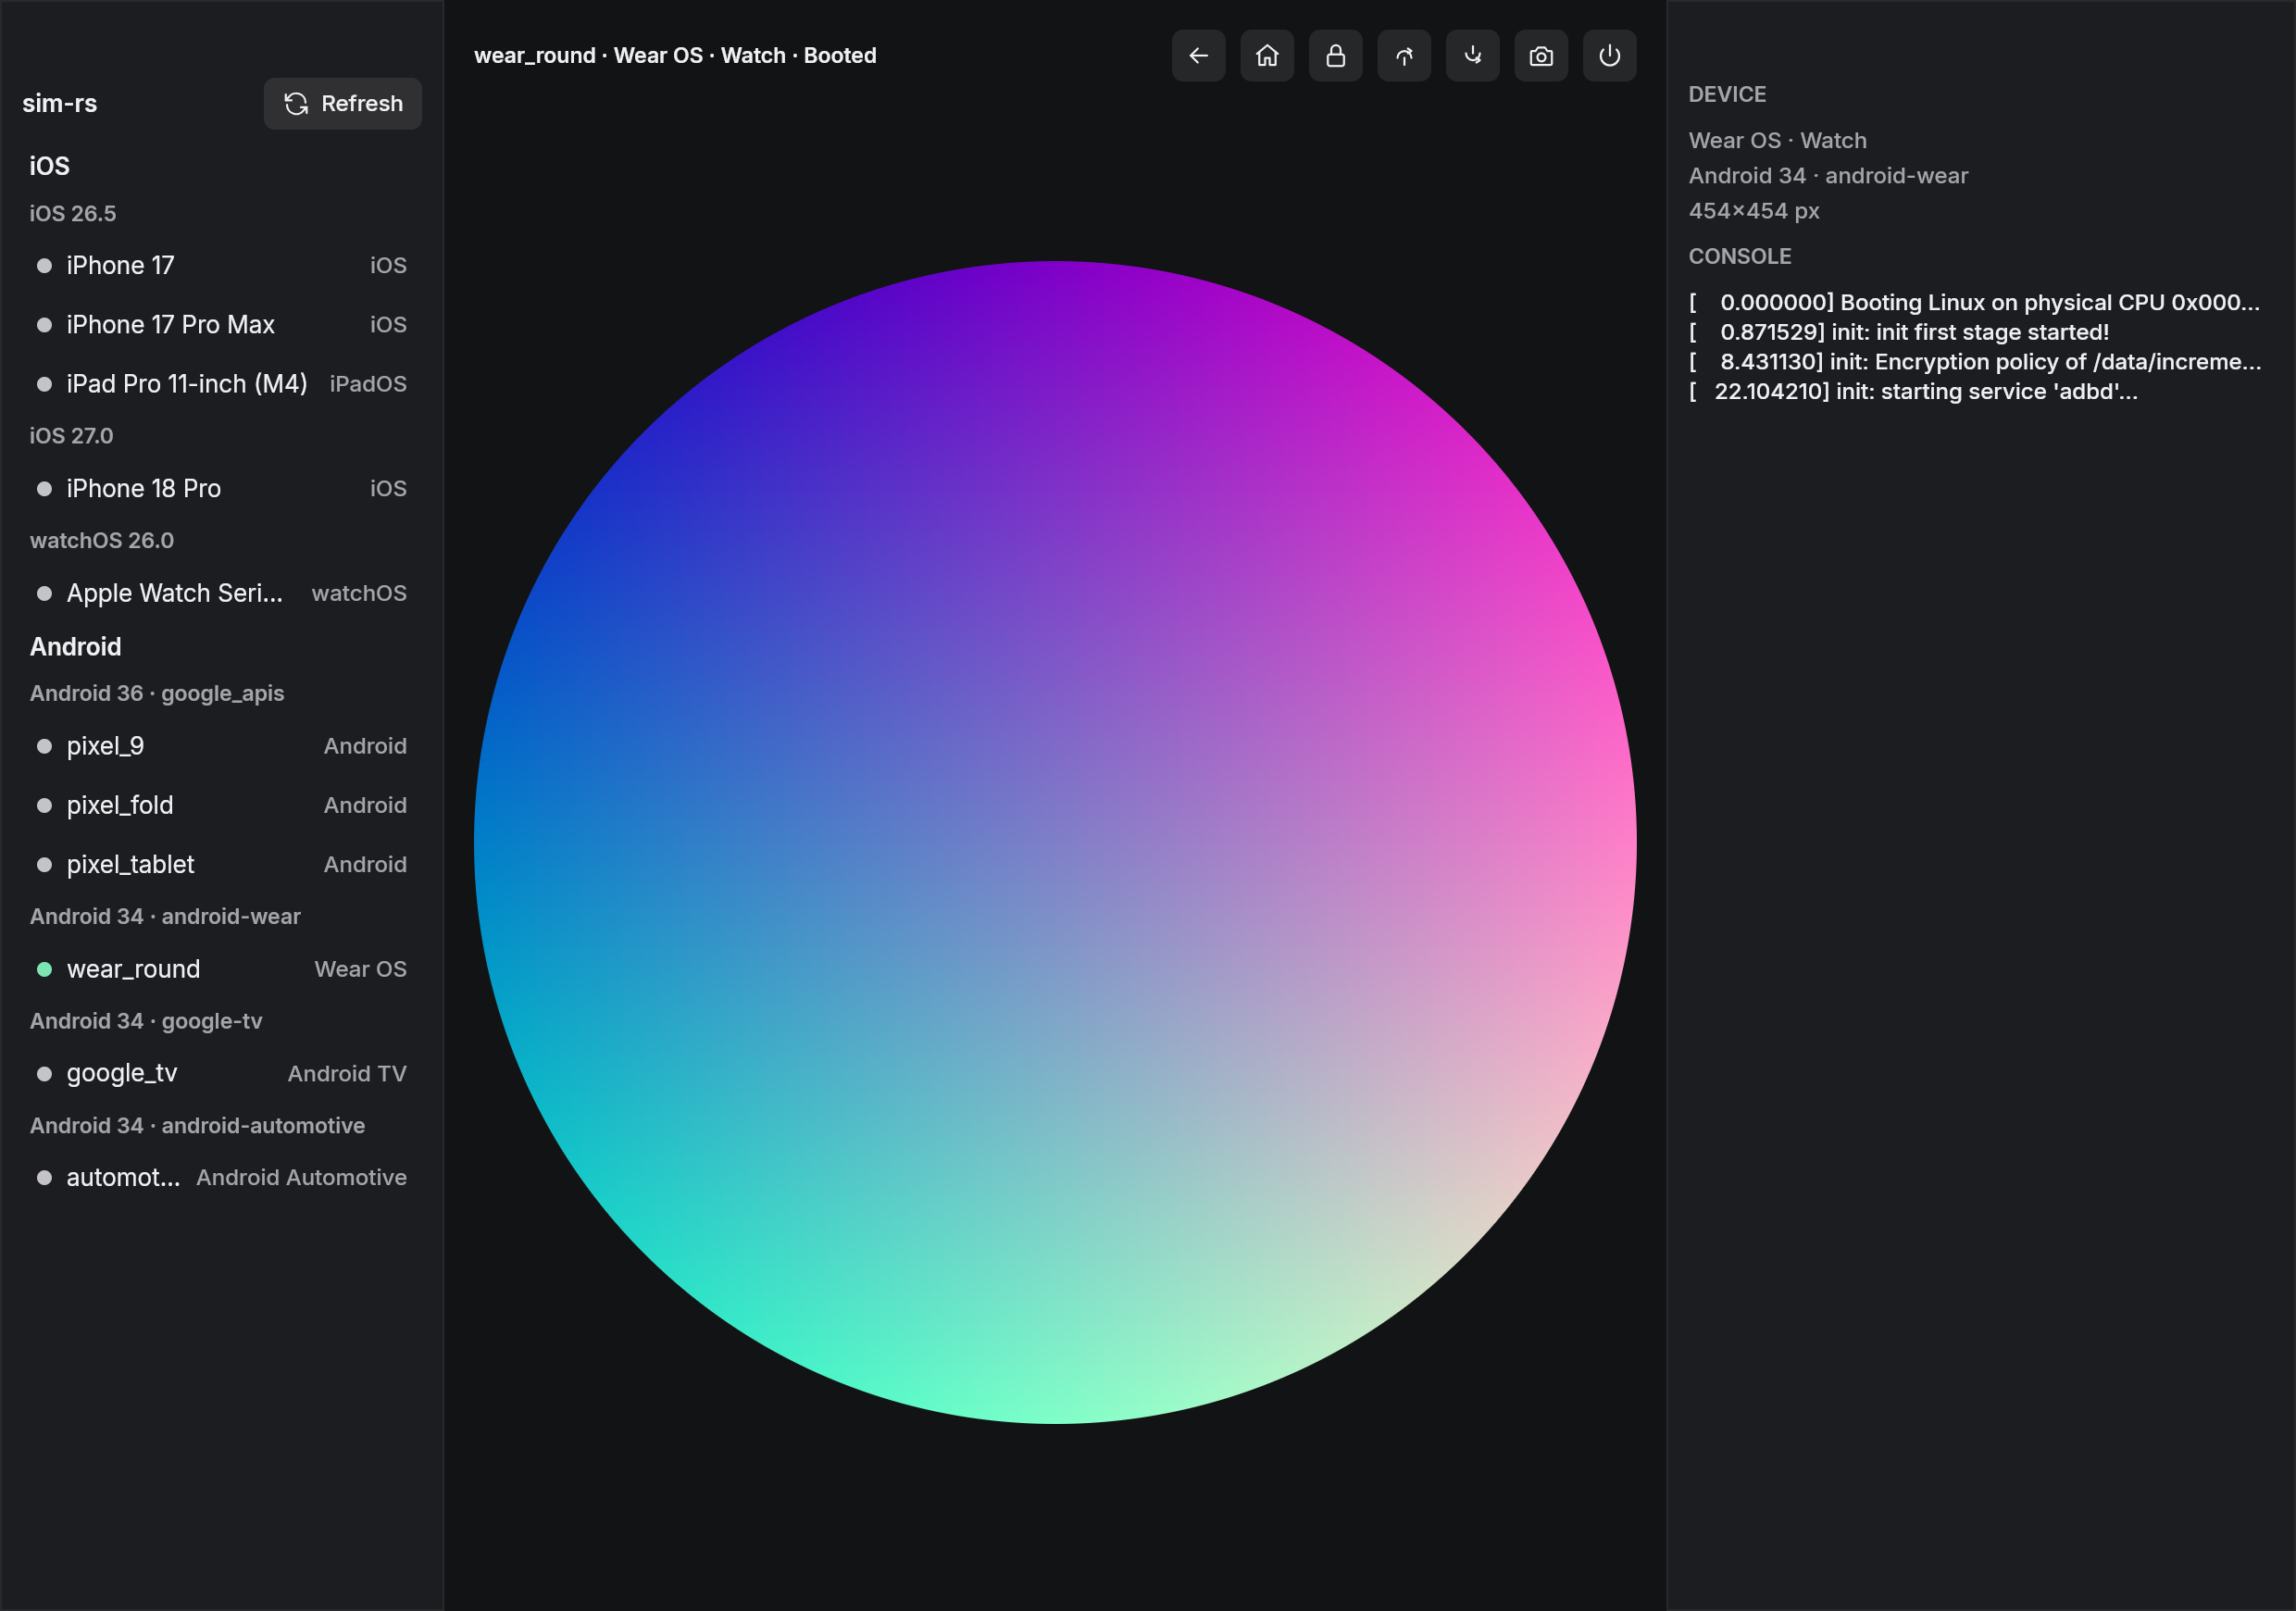 sim-rs
Refresh
iOS
iOS 26.5
iPhone 17 iOS
iPhone 17 Pro Max iOS
iPad Pro 11-inch (M4) iPadOS
iOS 27.0
iPhone 18 Pro iOS
watchOS 26.0
Apple Watch Seri... watchOS
Android
Android 36 · google_apis
pixel_9 Android
pixel_fold Android
pixel_tablet Android
Android 34 · android-wear
wear_round Wear OS
Android 34 · google-tv
google_tv Android TV
Android 34 · android-automotive
automot... Android Automotive
wear_round · Wear OS · Watch · Booted
DEVICE
Wear OS · Watch
Android 34 · android-wear
454×454 px
CONSOLE
[    0.000000] Booting Linux on physical CPU 0x000...
[    0.871529] init: init first stage started!
[    8.431130] init: Encryption policy of /data/increme...
[   22.104210] init: starting service 'adbd'...